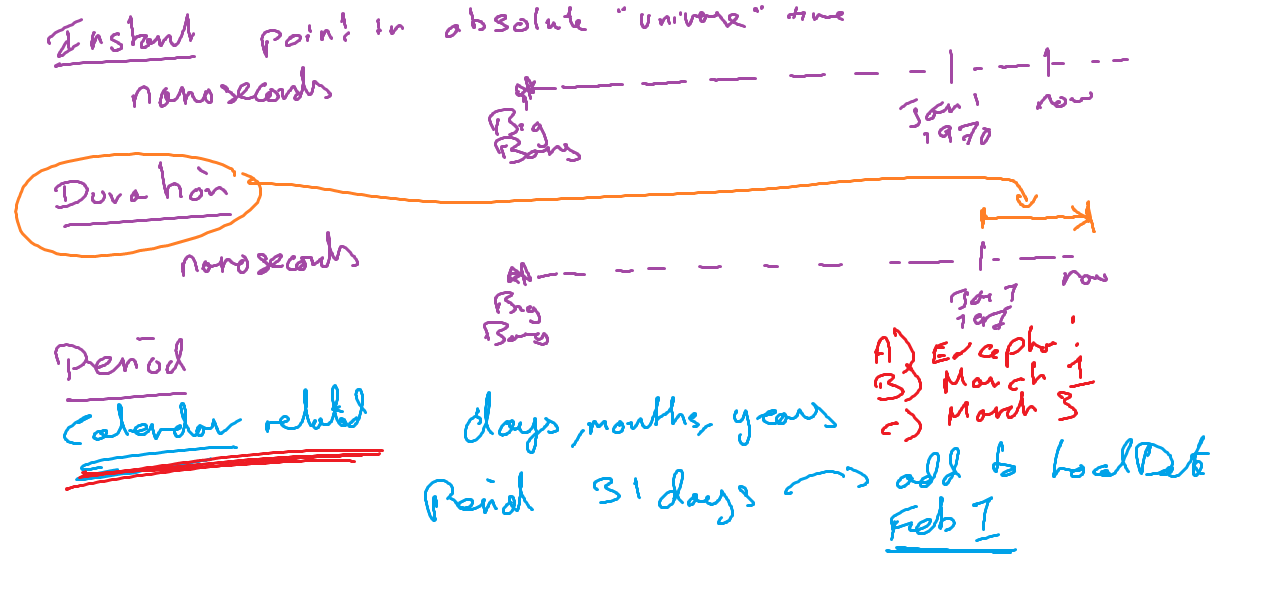 Instant point in absolute "universe" time
nanoseconds
Big
Bang
Jan 1
1970
now
Duration
nanoseconds
Big
Bang
Jan 1
now
Period
A) Exception
B) March 1
C) March 3
Calendar related
days, months, years
Period 31 days
add to LocalDate
Feb 1